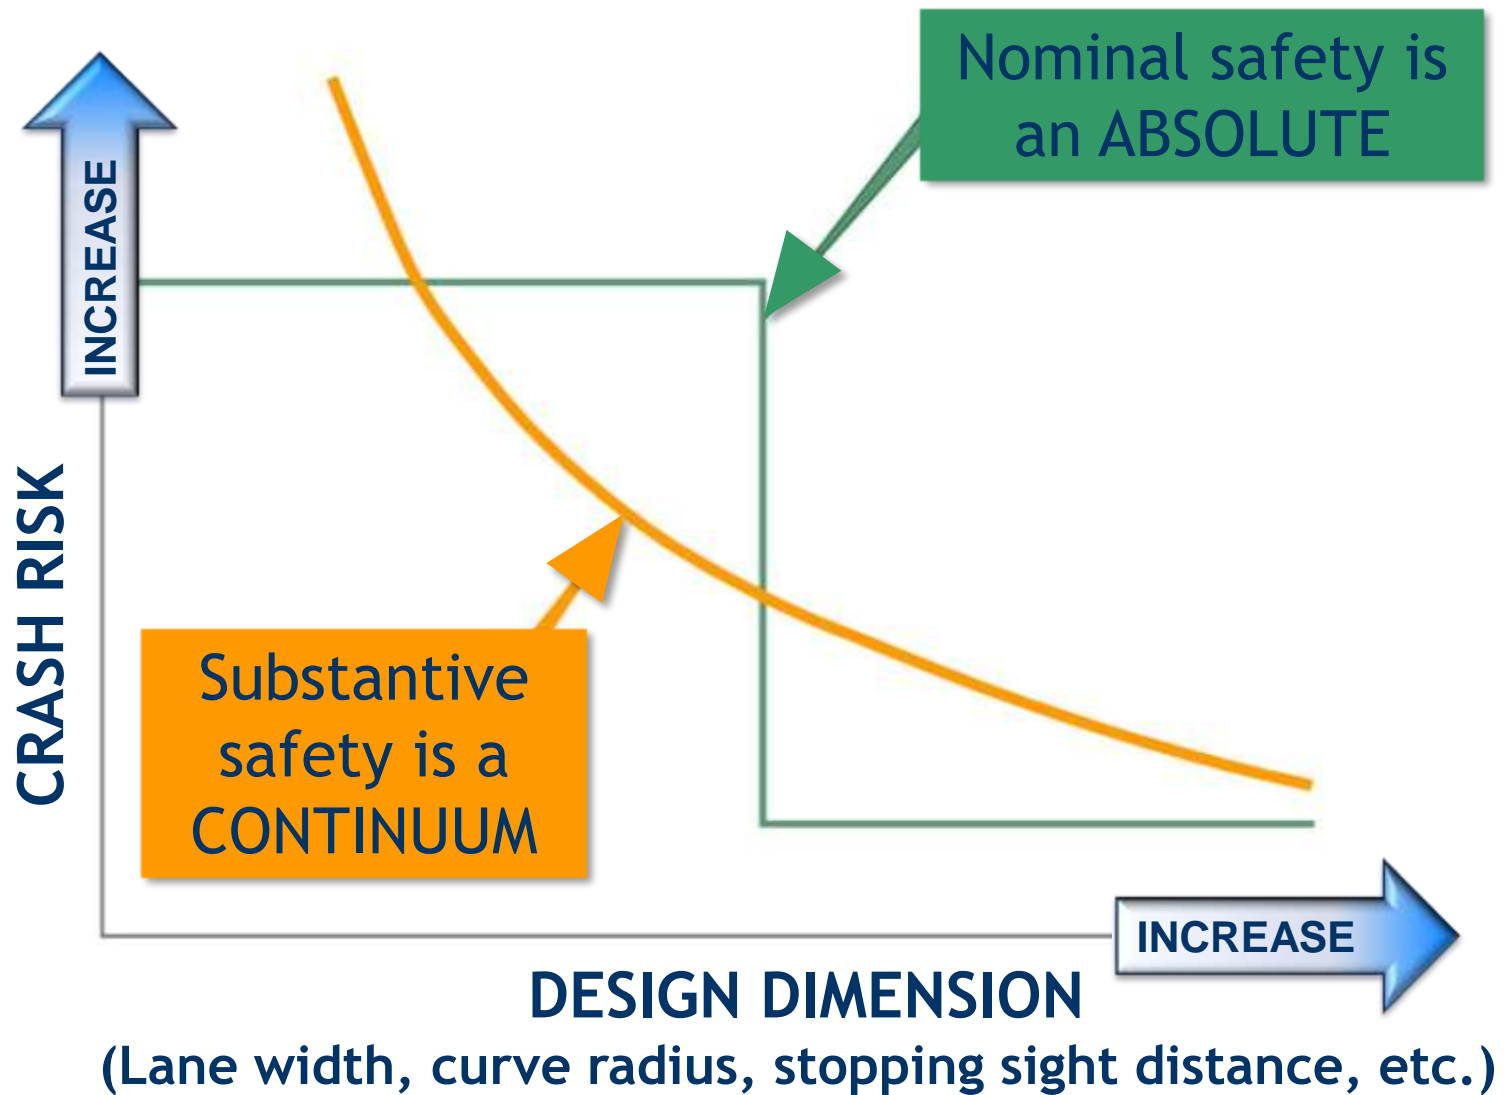 Nominal safety is
an ABSOLUTE
INCREASE
CRASH RISK
Substantive
safety is a
CONTINUUM
INCREASE
DESIGN DIMENSION
(Lane width, curve radius, stopping sight distance, etc.)